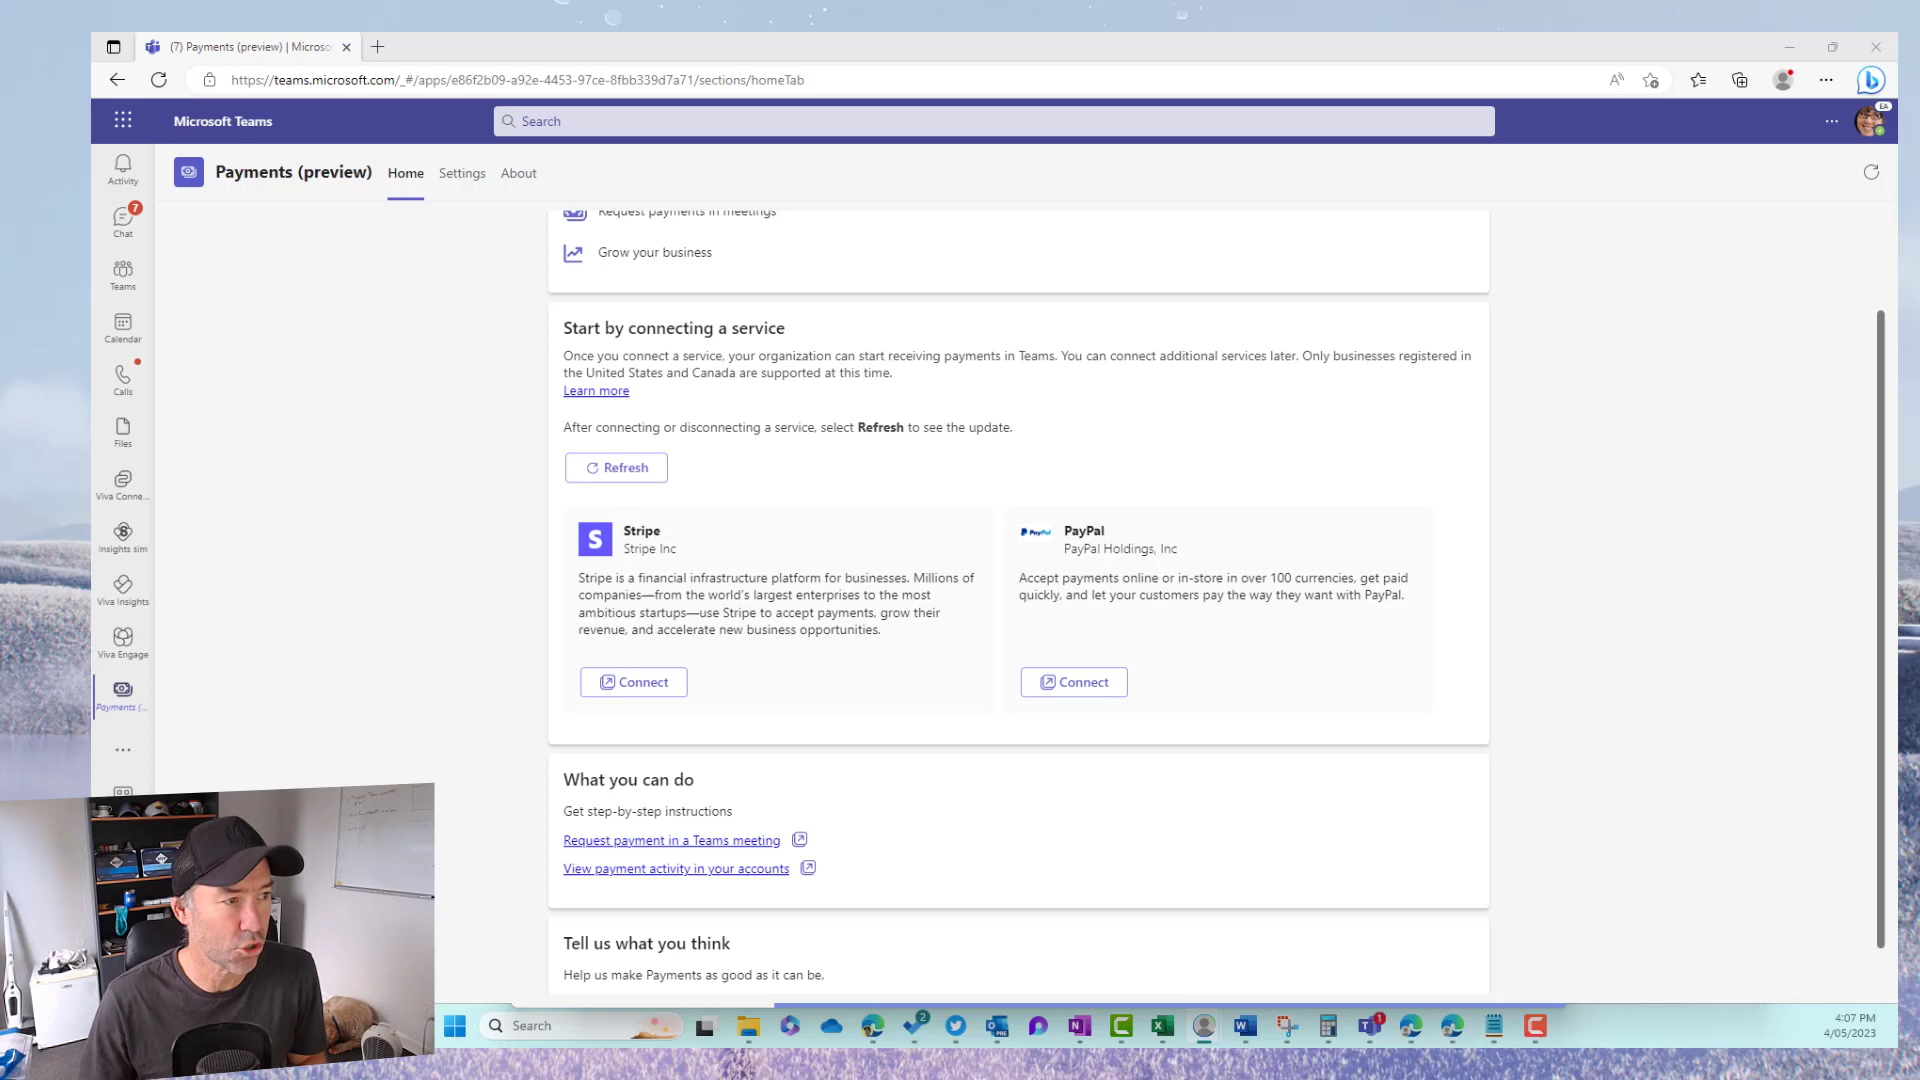 (7) Payments (preview) | Microso
https://teams.microsoft.com/_#/apps/e86f2b09-a92e-4453-97ce-8fbb339d7a71/sections/homeTab
Microsoft Teams
Search
EA
Payments (preview)
Home
Settings
About
Activity
7
Chat
Teams
Calendar
Calls
Files
Viva Conne...
Insights sim
Viva Insights
Viva Engage
Payments (...
Request payments in meetings
Grow your business
Start by connecting a service
Once you connect a service, your organization can start receiving payments in Teams. You can connect additional services later. Only businesses registered in
the United States and Canada are supported at this time.
Learn more
After connecting or disconnecting a service, select Refresh to see the update.
Refresh
S
Stripe
Stripe Inc
Stripe is a financial infrastructure platform for businesses. Millions of
companies—from the world's largest enterprises to the most
ambitious startups—use Stripe to accept payments, grow their
revenue, and accelerate new business opportunities.
Connect
PayPal
PayPal
PayPal Holdings, Inc
Accept payments online or in-store in over 100 currencies, get paid
quickly, and let your customers pay the way they want with PayPal.
Connect
What you can do
Get step-by-step instructions
Request payment in a Teams meeting
View payment activity in your accounts
Tell us what you think
Help us make Payments as good as it can be.
Search
2
1
4:07 PM
4/05/2023